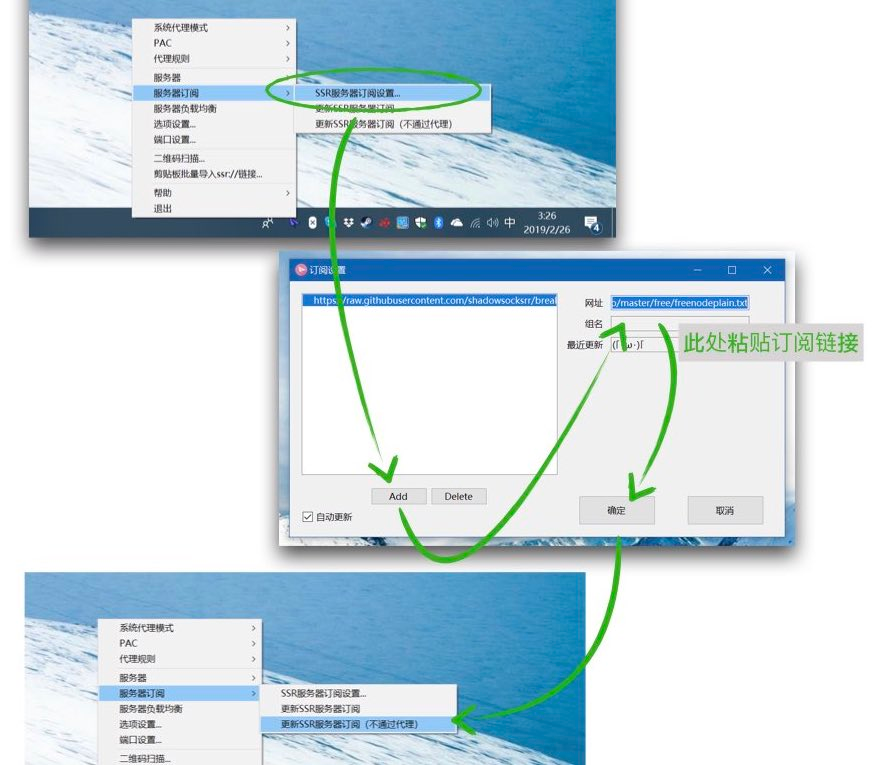 系统代理模式
PAC
代理规则
服务器
服务器订阅
SSR服务器订阅设置...
服务器负载均衡
更新SSR服务器订阅
选项设置...
更新SSR服务器订阅（不通过代理）
端口设置...
二维码扫描...
剪贴板批量导入ssr://链接...
帮助
退出
中
3:26
2019/2/26
4
订阅设置
https://raw.githubusercontent.com/shadowsocksrr/breal
网址
o/master/free/freenodeplain.txt
组名
最近更新
此处粘贴订阅链接
Add
Delete
自动更新
确定
取消
系统代理模式
PAC
代理规则
服务器
服务器订阅
SSR服务器订阅设置...
服务器负载均衡
更新SSR服务器订阅
选项设置...
更新SSR服务器订阅（不通过代理）
端口设置...
二维码扫描...